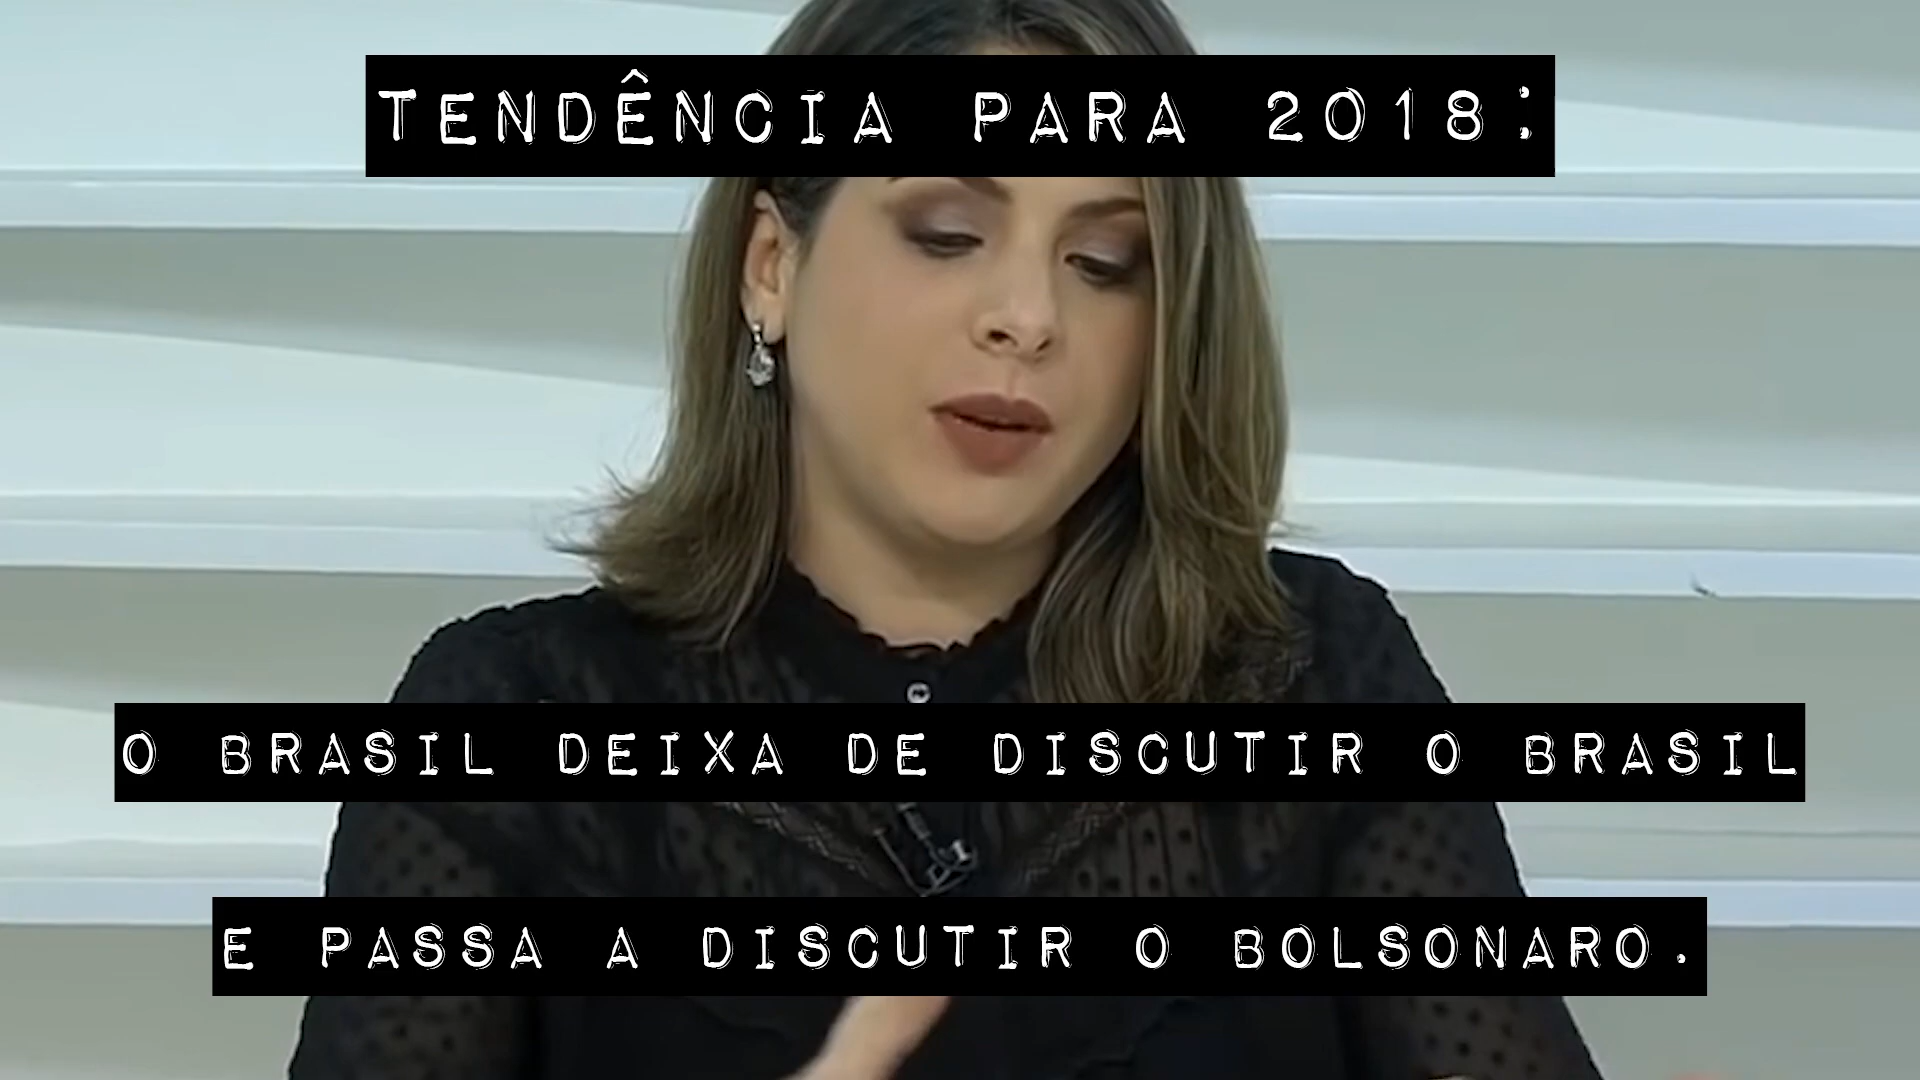 TENDÊNCIA PARA 2018:
O BRASIL DEIXA DE DISCUTIR O BRASIL
E PASSA A DISCUTIR O BOLSONARO.